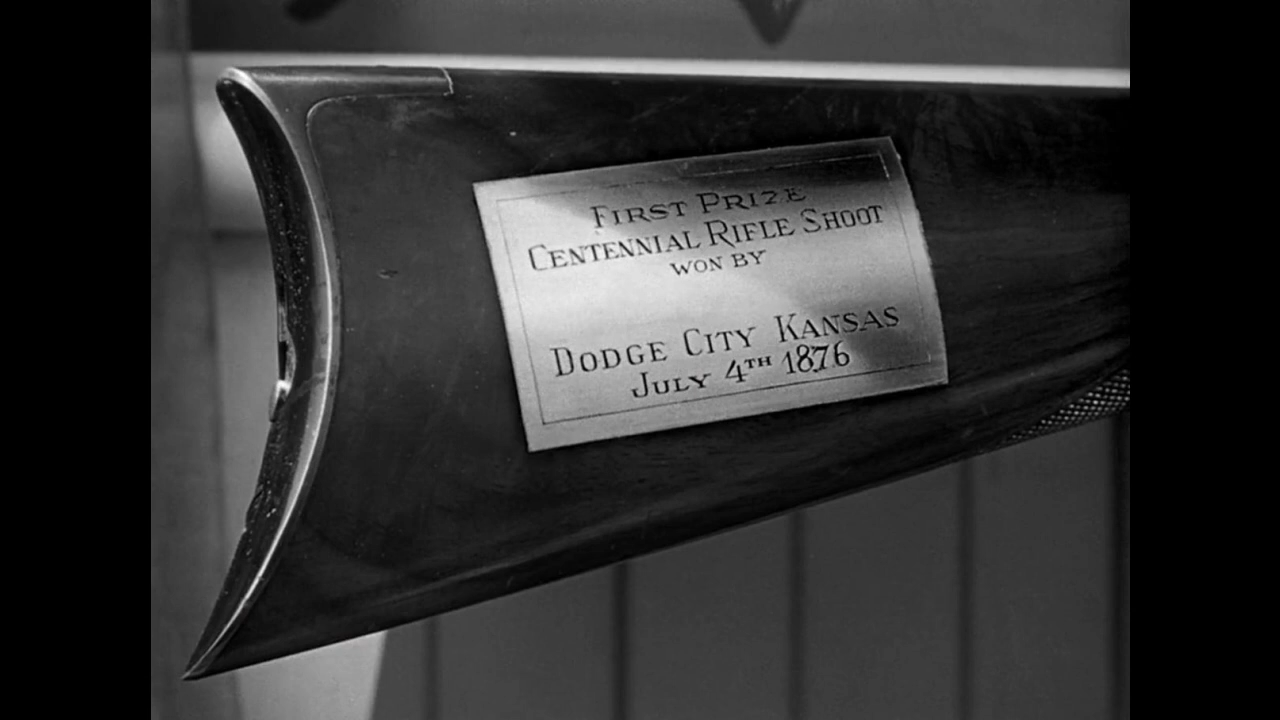 First Prize
Centennial Rifle Shoot
won by
Dodge City Kansas
July 4th 1876